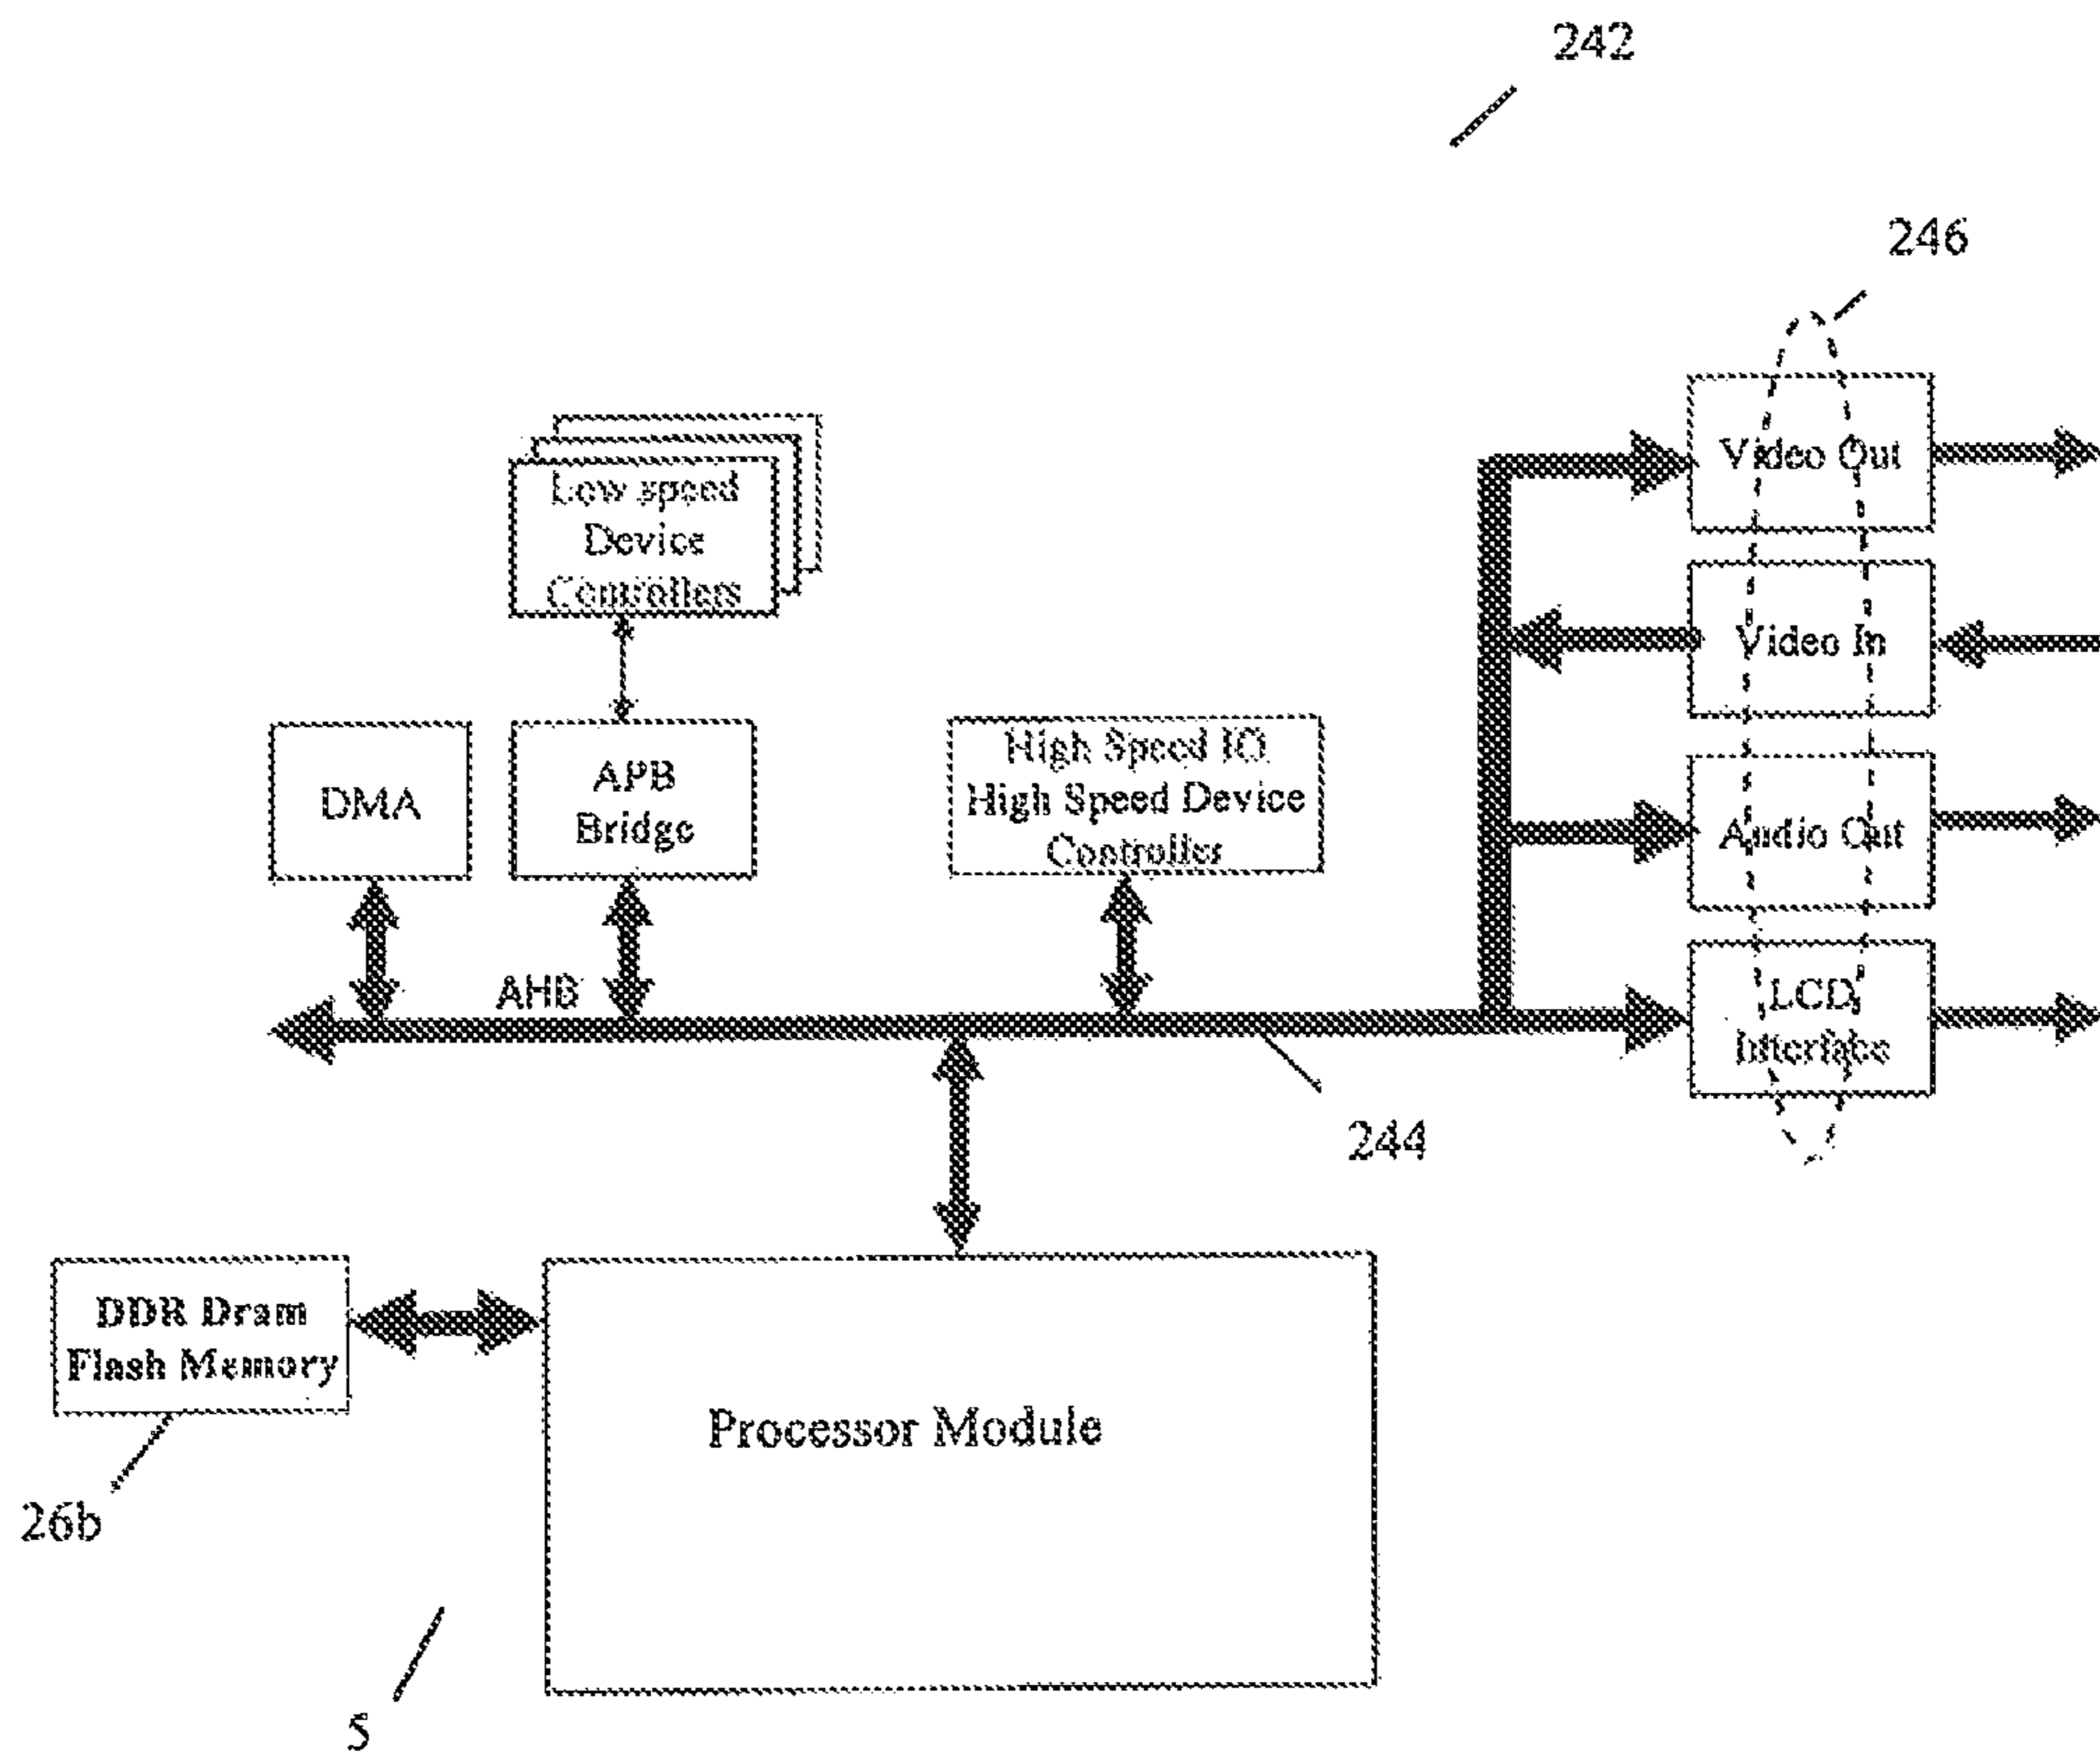 242
246
Video Out
Low speed
Device
Controllers
Video In
High Speed IO
High Speed Device
Controller
APB
Bridge
DMA
Audio Out
AHB
LCD
Interface
244
DDR Dram
Flash Memory
Processor Module
26b
5